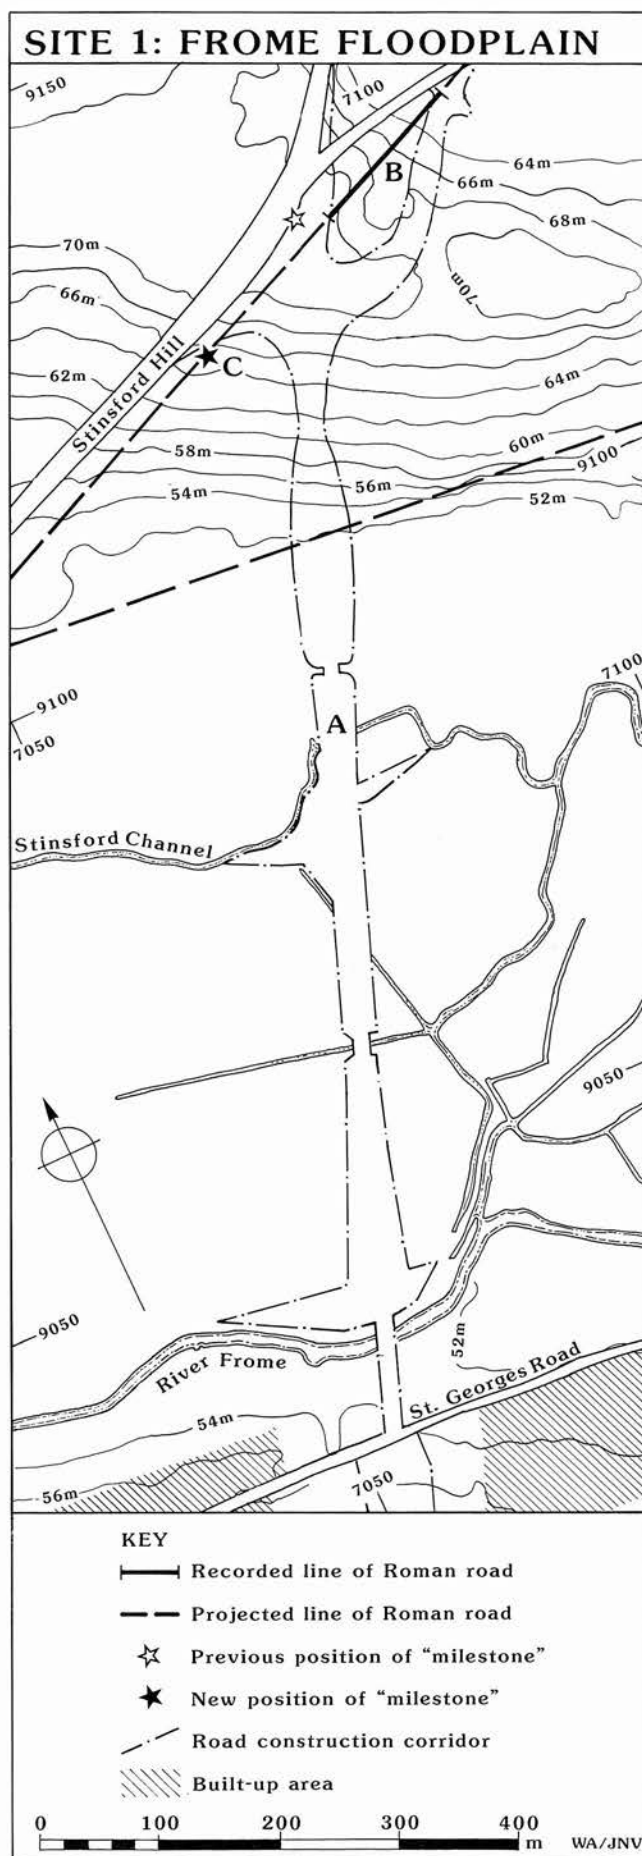 SITE 1: FROME FLOODPLAIN
9150
7100
64m
B
66m
68m
70m
70m
66m
Stinsford Hill
C
62m
64m
60m
58m
9100
56m
54m
52m
7100
9100
A
7050
Stinsford Channel
9050
9050
52m
River Frome
St. Georges Road
54m
7050
56m
KEY
Recorded line of Roman road
Projected line of Roman road
Previous position of "milestone"
New position of "milestone"
Road construction corridor
Built-up area
0 100 200 300 400
m WA/JNV